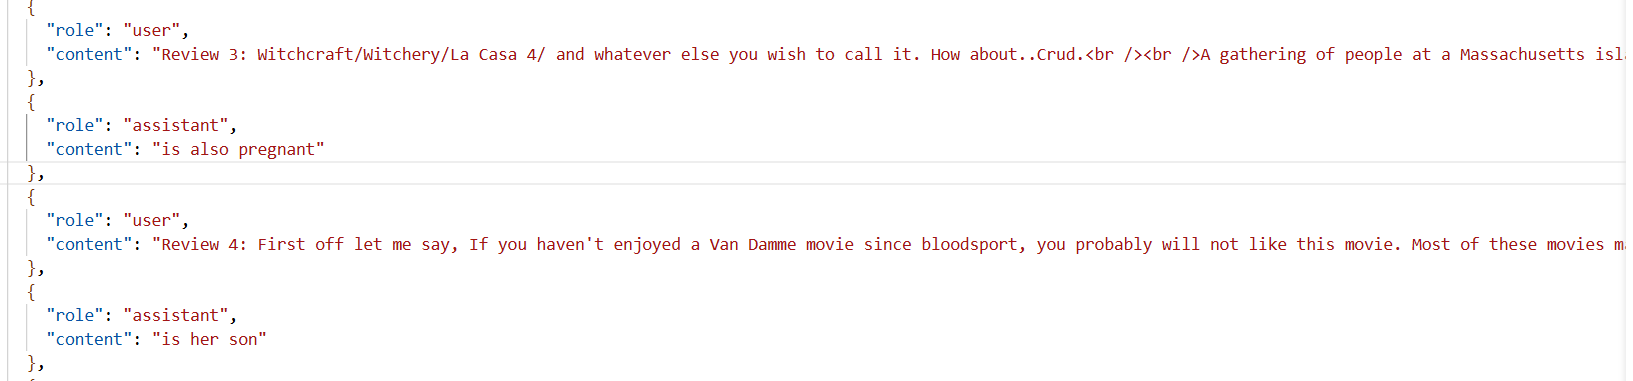 {
"role": "user",
"content": "Review 3: Witchcraft/Witchery/La Casa 4/ and whatever else you wish to call it. How about..Crud.<br /><br />A gathering of people at a Massachusetts isl
},
{
"role": "assistant",
"content": "is also pregnant"
},
{
"role": "user",
"content": "Review 4: First off let me say, If you haven't enjoyed a Van Damme movie since bloodsport, you probably will not like this movie. Most of these movies m
},
{
"role": "assistant",
"content": "is her son"
},